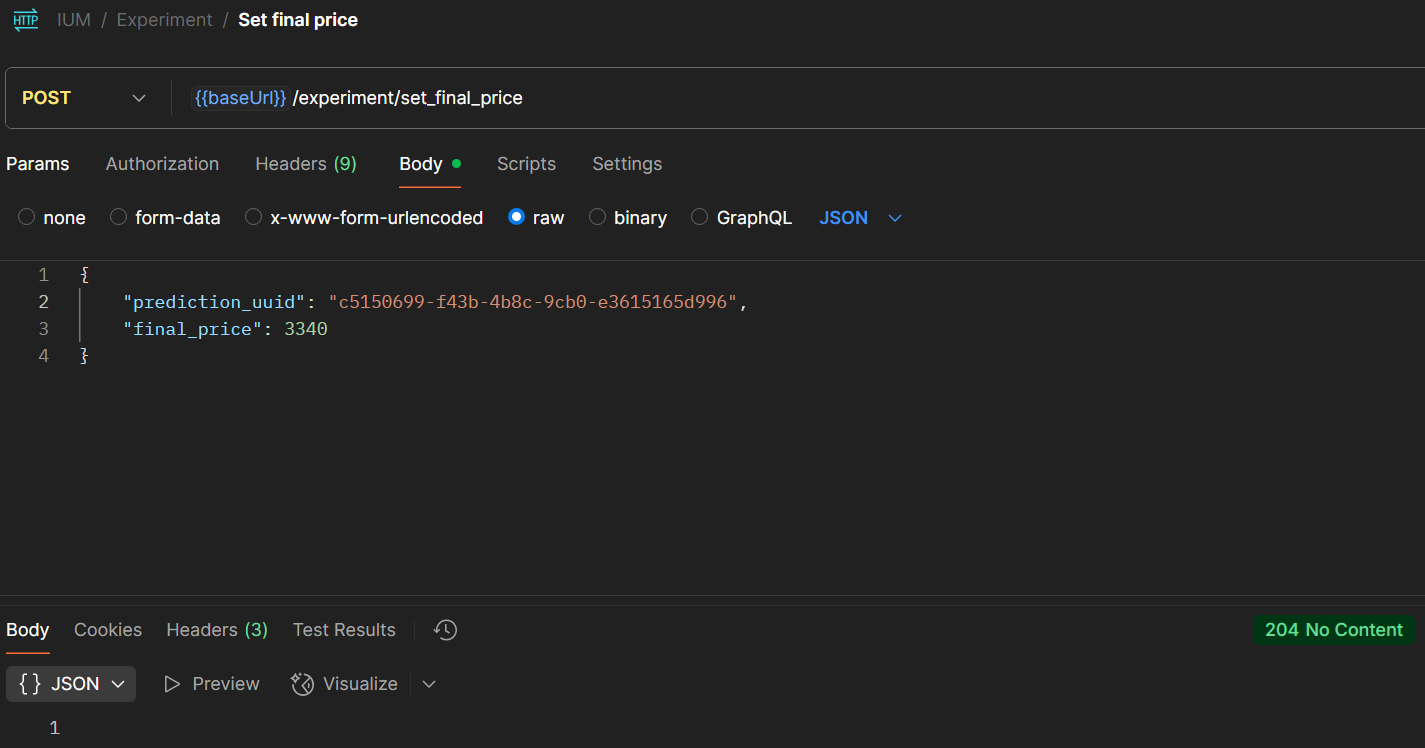 HTTP IUM / Experiment / Set final price
POST {{baseUrl}} /experiment/set_final_price
Params Authorization Headers (9) Body Scripts Settings
none form-data x-www-form-urlencoded raw binary GraphQL JSON
1 {
2 "prediction_uuid": "c5150699-f43b-4b8c-9cb0-e3615165d996",
3 "final_price": 3340
4 }
Body Cookies Headers (3) Test Results 204 No Content
{} JSON Preview Visualize
1